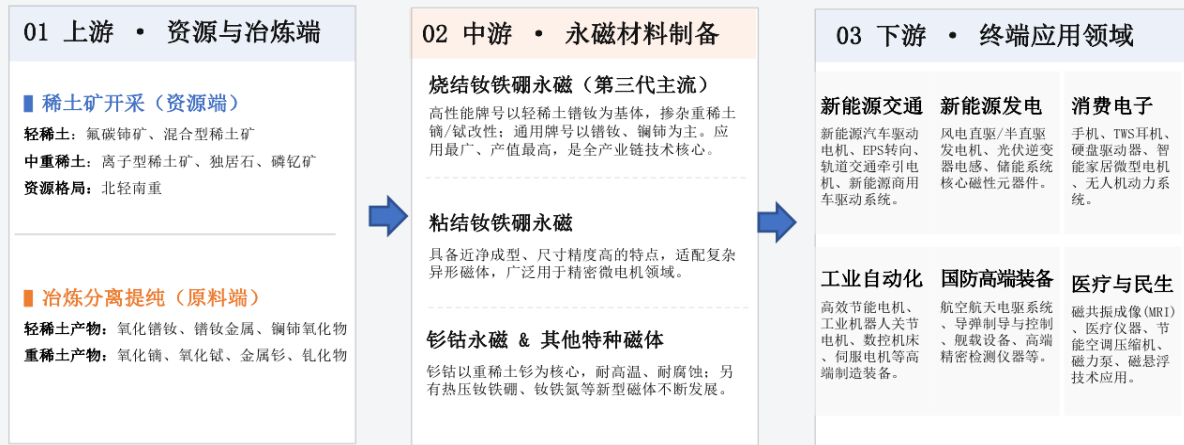 01 上游 • 资源与冶炼端
稀土矿开采（资源端）
轻稀土：氟碳铈矿、混合型稀土矿
中重稀土：离子型稀土矿、独居石、磷钇矿
资源格局：北轻南重
冶炼分离提纯（原料端）
轻稀土产物：氧化镨钕、镨钕金属、镧铈氧化物
重稀土产物：氧化镝、氧化铽、金属钐、钆化物
02 中游 • 永磁材料制备
烧结钕铁硼永磁（第三代主流）
高性能牌号以轻稀土镨钕为基体，掺杂重稀土
镝/铽改性；通用牌号以镨钕、镧铈为主。应
用最广、产值最高，是全产业链技术核心。
粘结钕铁硼永磁
具备近净成型、尺寸精度高的特点，适配复杂
异形磁体，广泛用于精密微电机领域。
钐钴永磁 & 其他特种磁体
钐钴以重稀土钐为核心，耐高温、耐腐蚀；另
有热压钕铁硼、钕铁氮等新型磁体不断发展。
03 下游 • 终端应用领域
新能源交通
新能源汽车驱动
电机、EPS转向、
轨道交通牵引电
机、新能源商用
车驱动系统。
新能源发电
风电直驱/半直驱
发电机、光伏逆变
器电感、储能系统
核心磁性元器件。
消费电子
手机、TWS耳机、
硬盘驱动器、智
能家居微型电机
、无人机动力系
统。
工业自动化
高效节能电机、
工业机器人关节
电机、数控机床
、伺服电机等高
端制造装备。
国防高端装备
航空航天电驱系统
、导弹制导与控制
、舰载设备、高端
精密检测仪器等。
医疗与民生
磁共振成像(MRI)
、医疗仪器、节
能空调压缩机、
磁力泵、磁悬浮
技术应用。